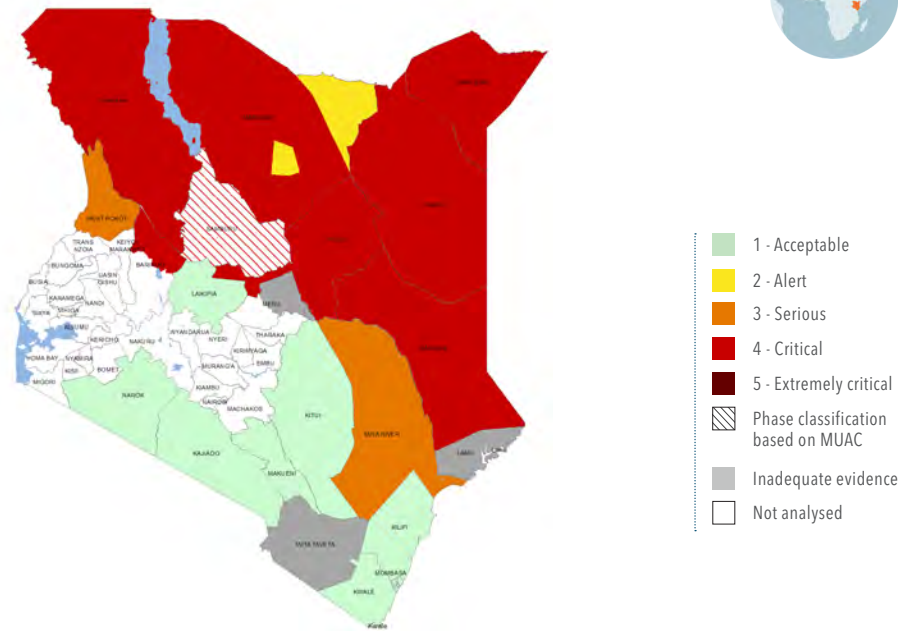 WEST POKOT
SAMBURU
TRANS
NZOIA
BUNGOMA
UASIN
GISHU
BUSIA
NANDI
LAIKIPIA
MERU
KISUMU
KERICHO
NAKURU
NYANDARUA
NYERI
THARAKA
KIRINYAGA
EMBU
HOMA BAY
NYAMIRA
KISII
BOMET
MURANG'A
MIGORI
KIAMBU
NAIROBI
MACHAKOS
NAROK
KITUI
KAJIADO
MAKUENI
LAMU
TAITA TAVETA
KILIFI
MOMBASA
KWALE
1 - Acceptable
2 - Alert
3 - Serious
4 - Critical
5 - Extremely critical
Phase classification
based on MUAC
Inadequate evidence
Not analysed